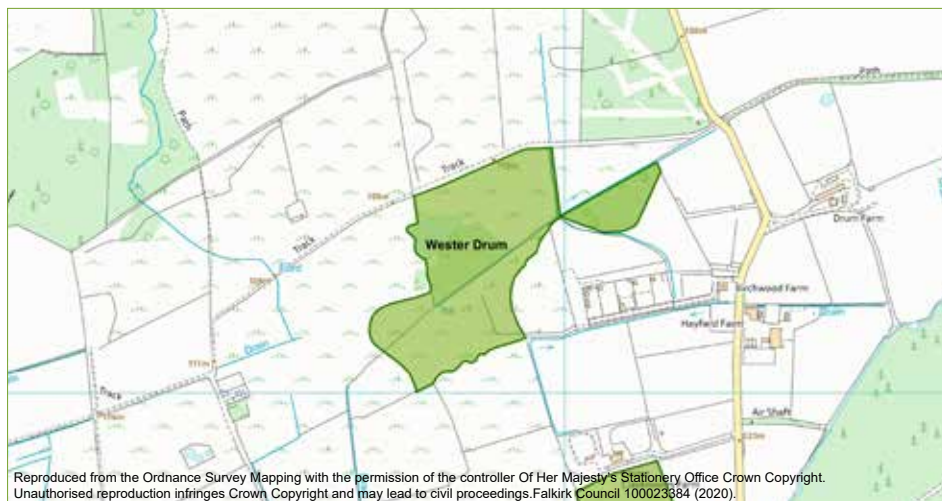 Path
Path
Track
Wester Drum
Drum Farm
Track
Ford
Birchwood Farm
Hayfield Farm
Drain
Drain
111m
Track
Air Shaft
Reproduced from the Ordnance Survey Mapping with the permission of the controller Of Her Majesty's Stationery Office Crown Copyright.
Unauthorised reproduction infringes Crown Copyright and may lead to civil proceedings.Falkirk Council 100023384 (2020).